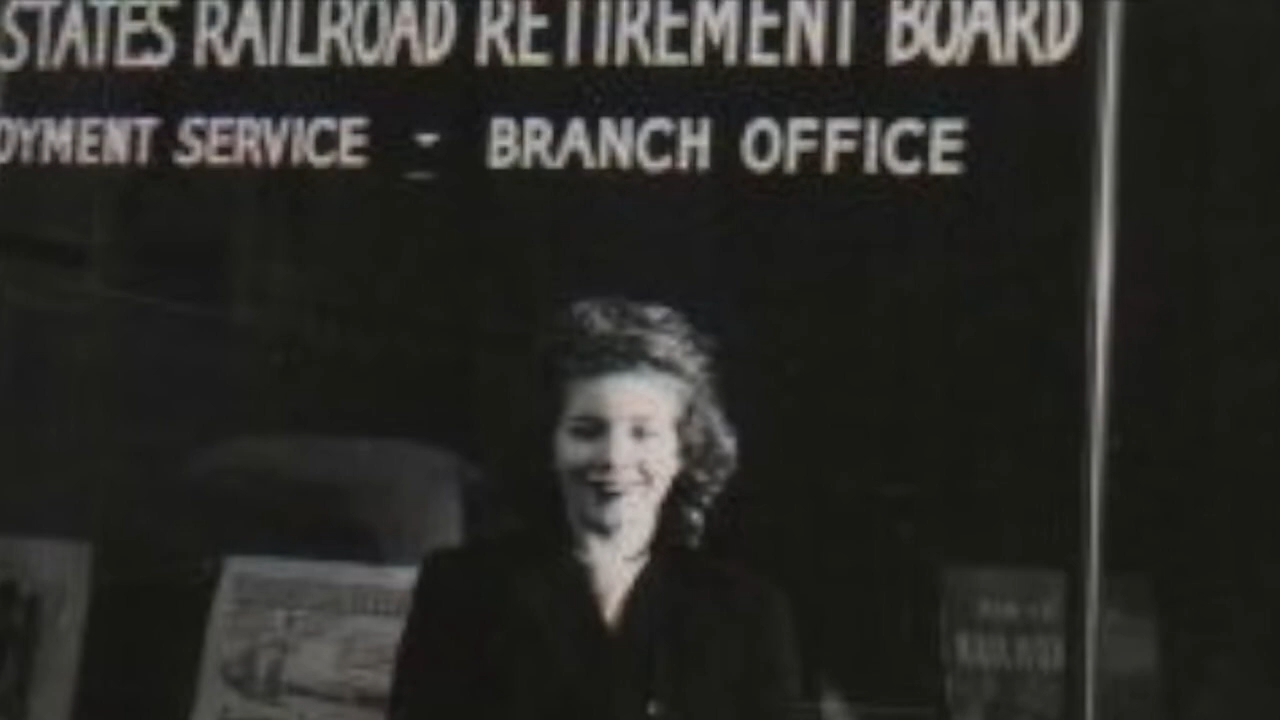 STATES RAILROAD RETIREMENT BOARD
OYMENT SERVICE - BRANCH OFFICE